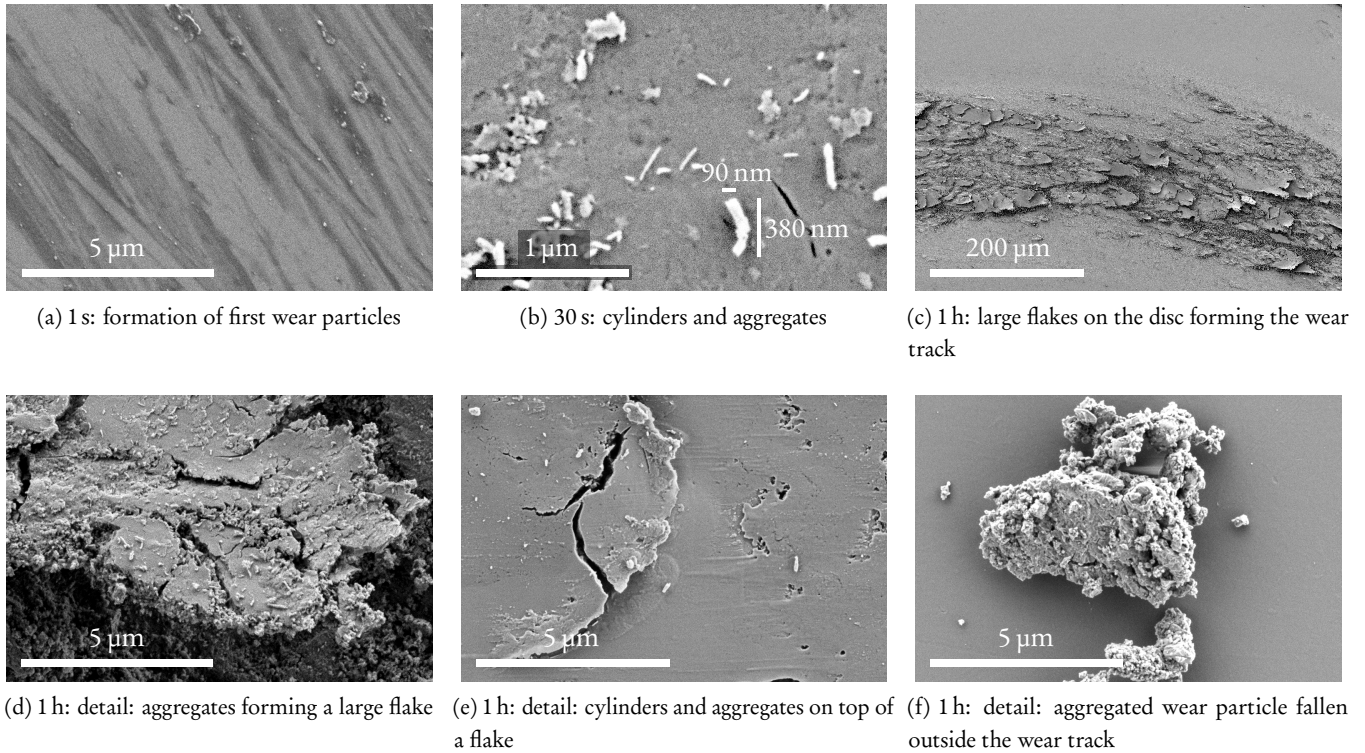 5 µm
(a) 1 s: formation of first wear particles
90 nm
380 nm
1 µm
(b) 30 s: cylinders and aggregates
200 µm
(c) 1 h: large flakes on the disc forming the wear
track
5 µm
(d) 1 h: detail: aggregates forming a large flake
5 µm
(e) 1 h: detail: cylinders and aggregates on top of
a flake
5 µm
(f) 1 h: detail: aggregated wear particle fallen
outside the wear track